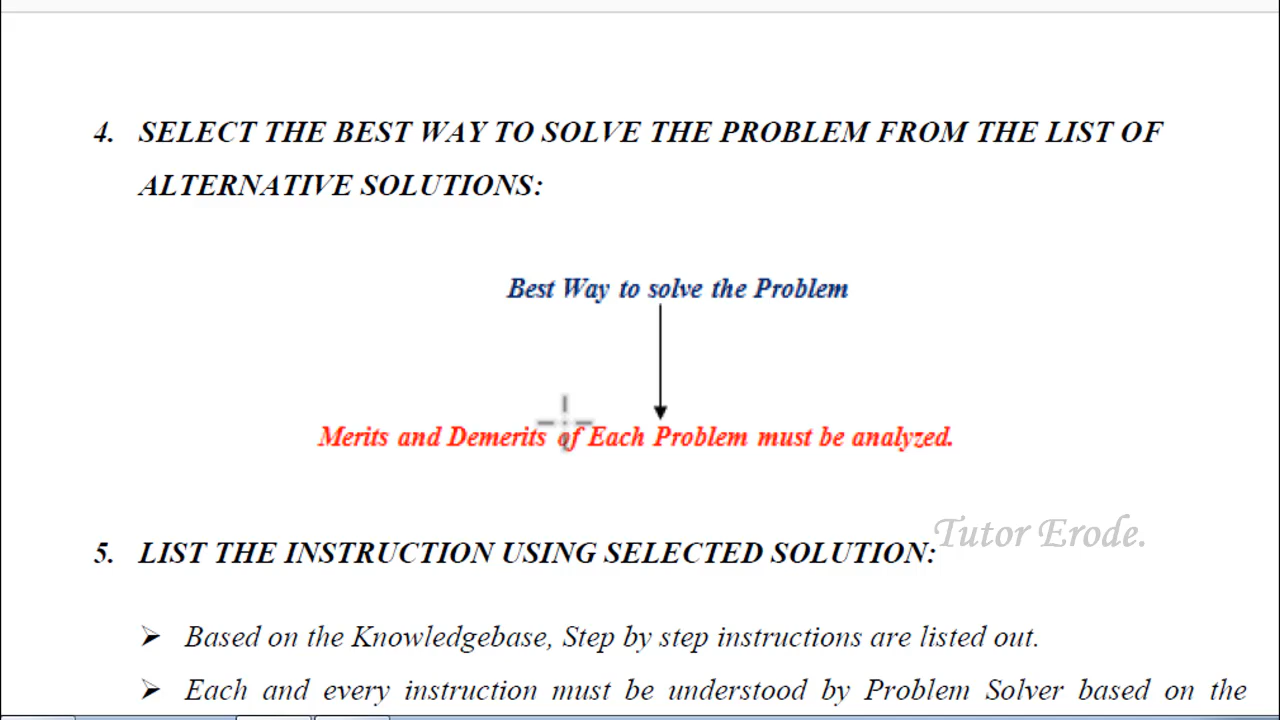 4. SELECT THE BEST WAY TO SOLVE THE PROBLEM FROM THE LIST OF
ALTERNATIVE SOLUTIONS:
Best Way to solve the Problem
Merits and Demerits of Each Problem must be analyzed.
Tutor Erode.
5. LIST THE INSTRUCTION USING SELECTED SOLUTION:
➢ Based on the Knowledgebase, Step by step instructions are listed out.
➢ Each and every instruction must be understood by Problem Solver based on the